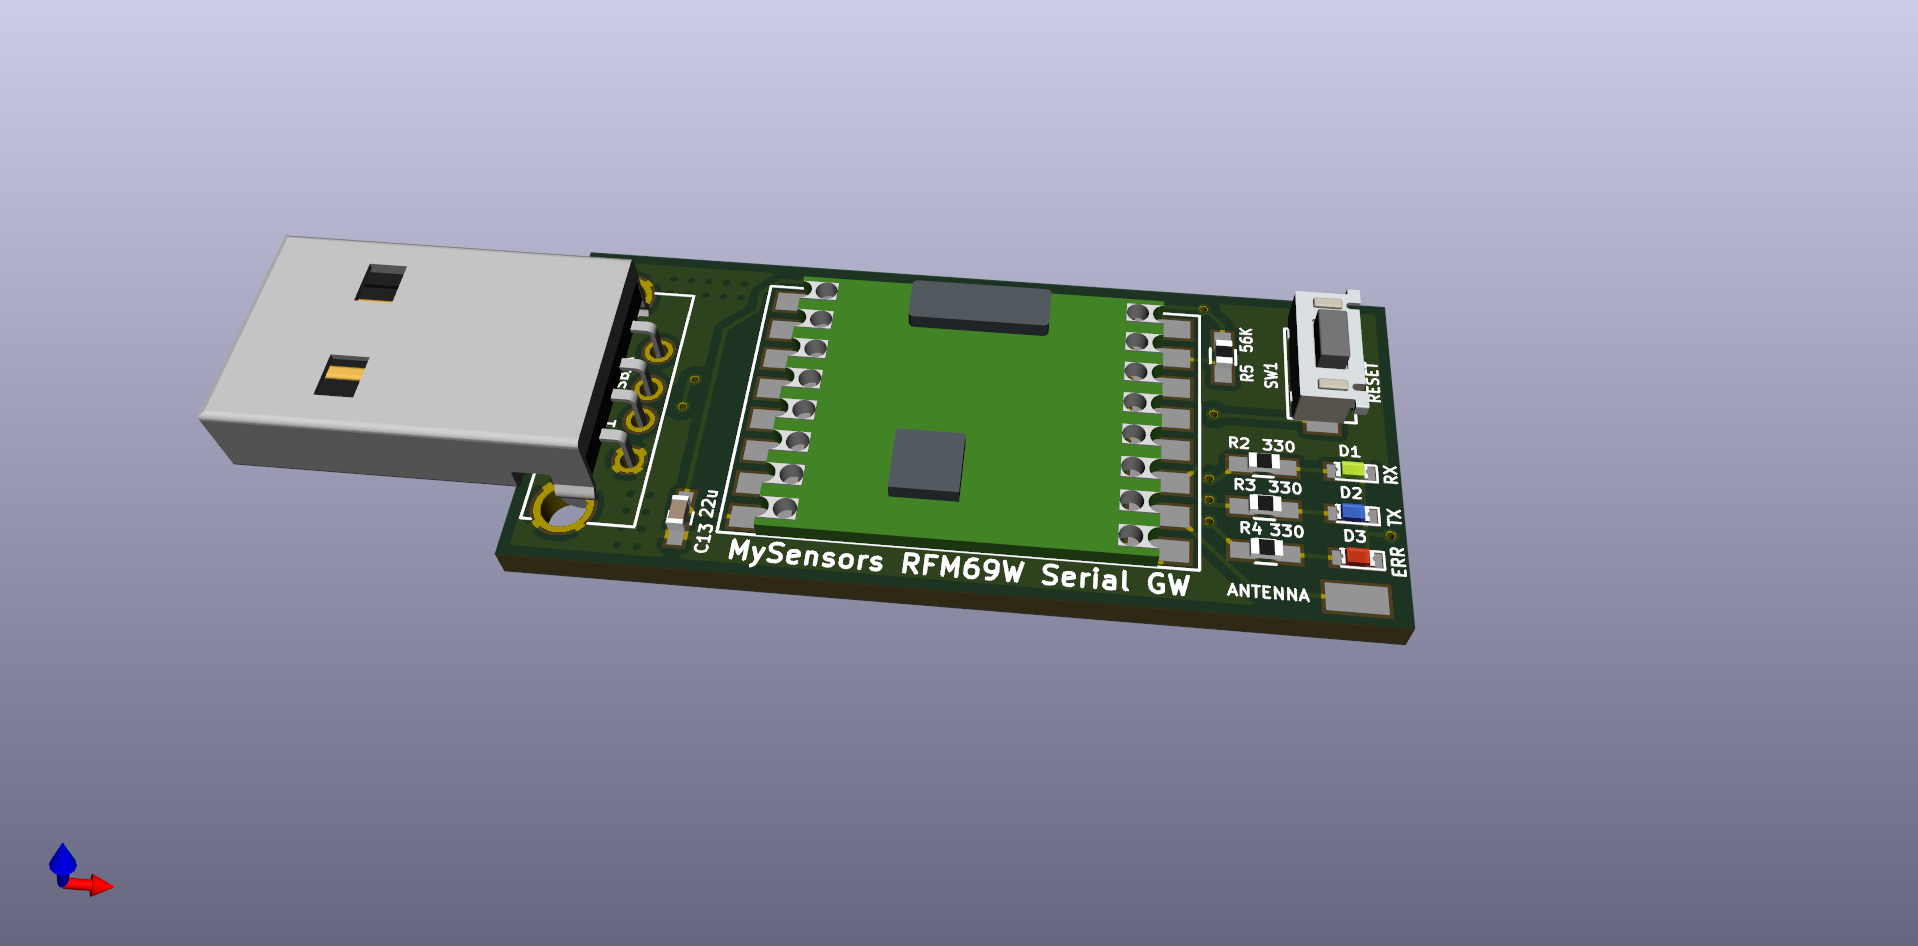 56K
R5
SW1
RESET
R2 330
D1
RX
R3 330
D2
TX
R4 330
D3
ERR
C13 22u
MySensors RFM69W Serial GW
ANTENNA